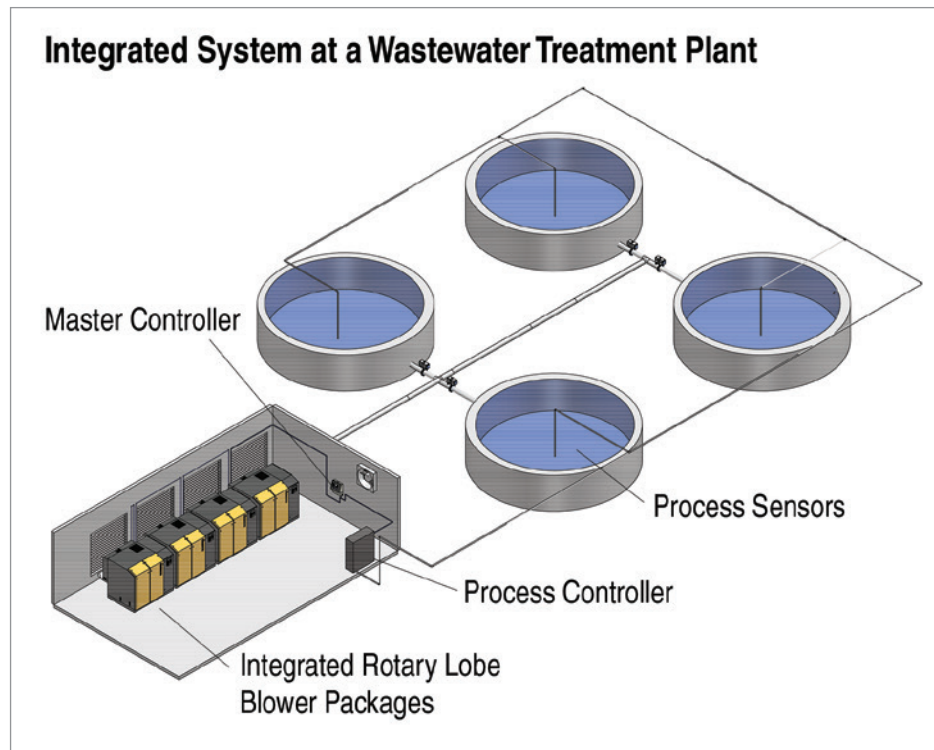 Integrated System at a Wastewater Treatment Plant
Master Controller
Process Sensors
Process Controller
Integrated Rotary Lobe
Blower Packages